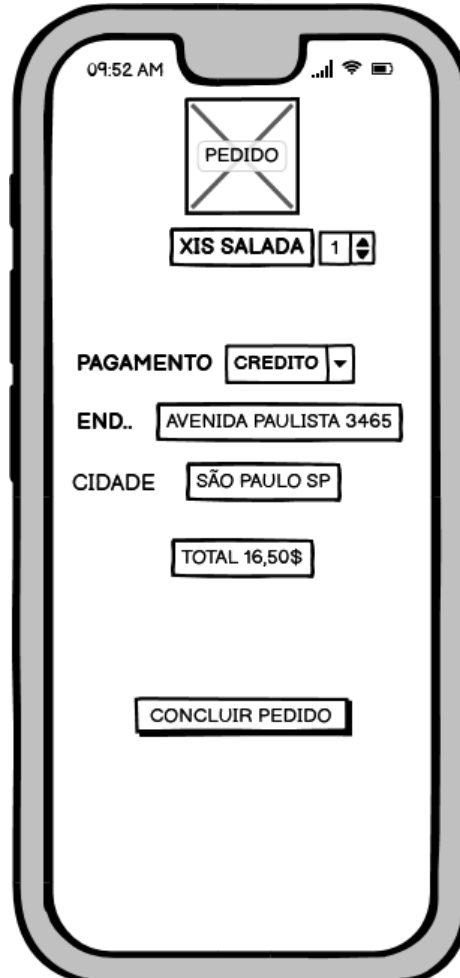 09:52 AM
PEDIDO
XIS SALADA 1
PAGAMENTO CREDITO
END.. AVENIDA PAULISTA 3465
CIDADE SÃO PAULO SP
TOTAL 16,50$
CONCLUIR PEDIDO